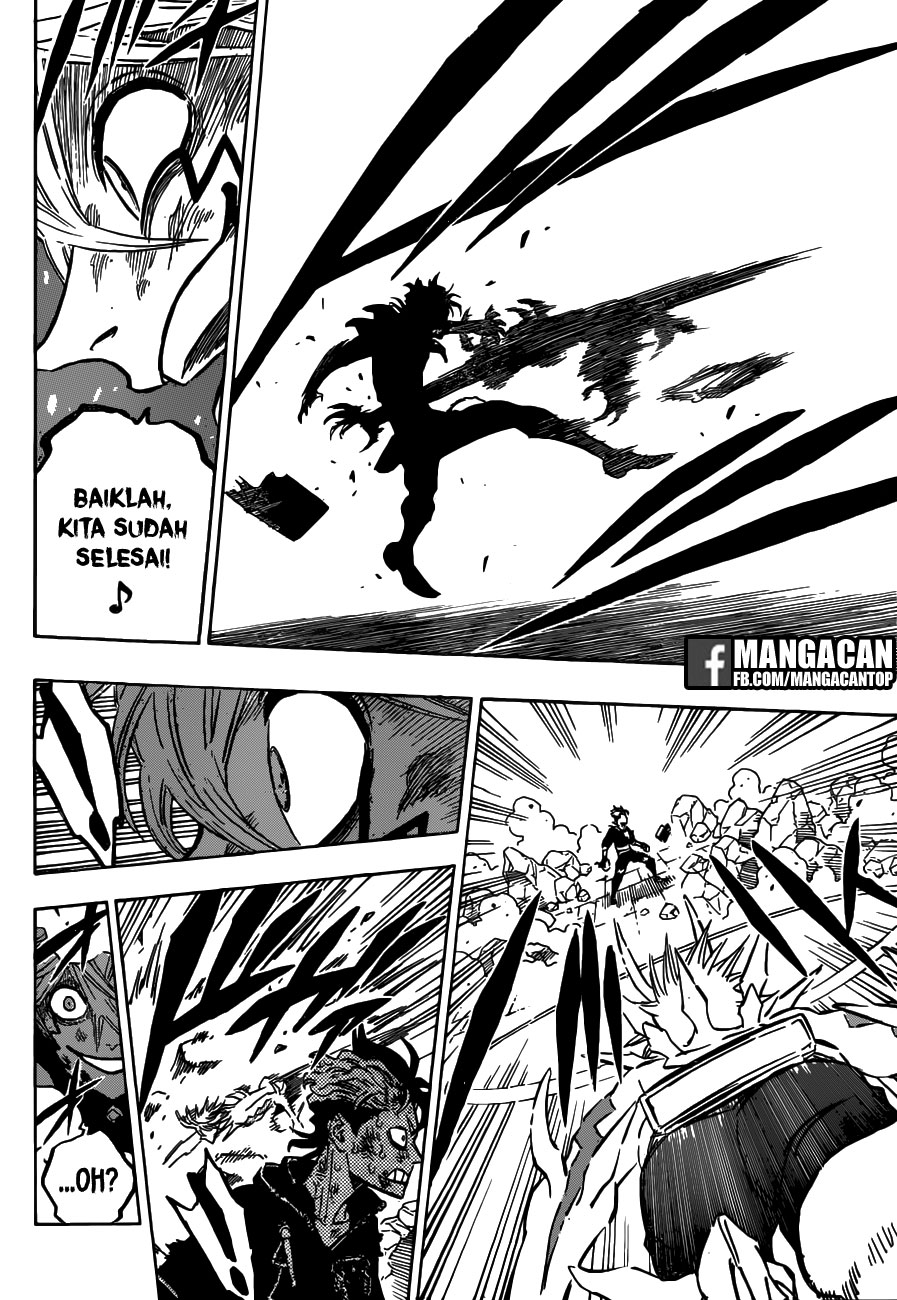 BAIKLAH,
KITA SUDAH
SELESAI!!
♪
f MANGACAN
FB.COM/MANGACANTOP
...OH?